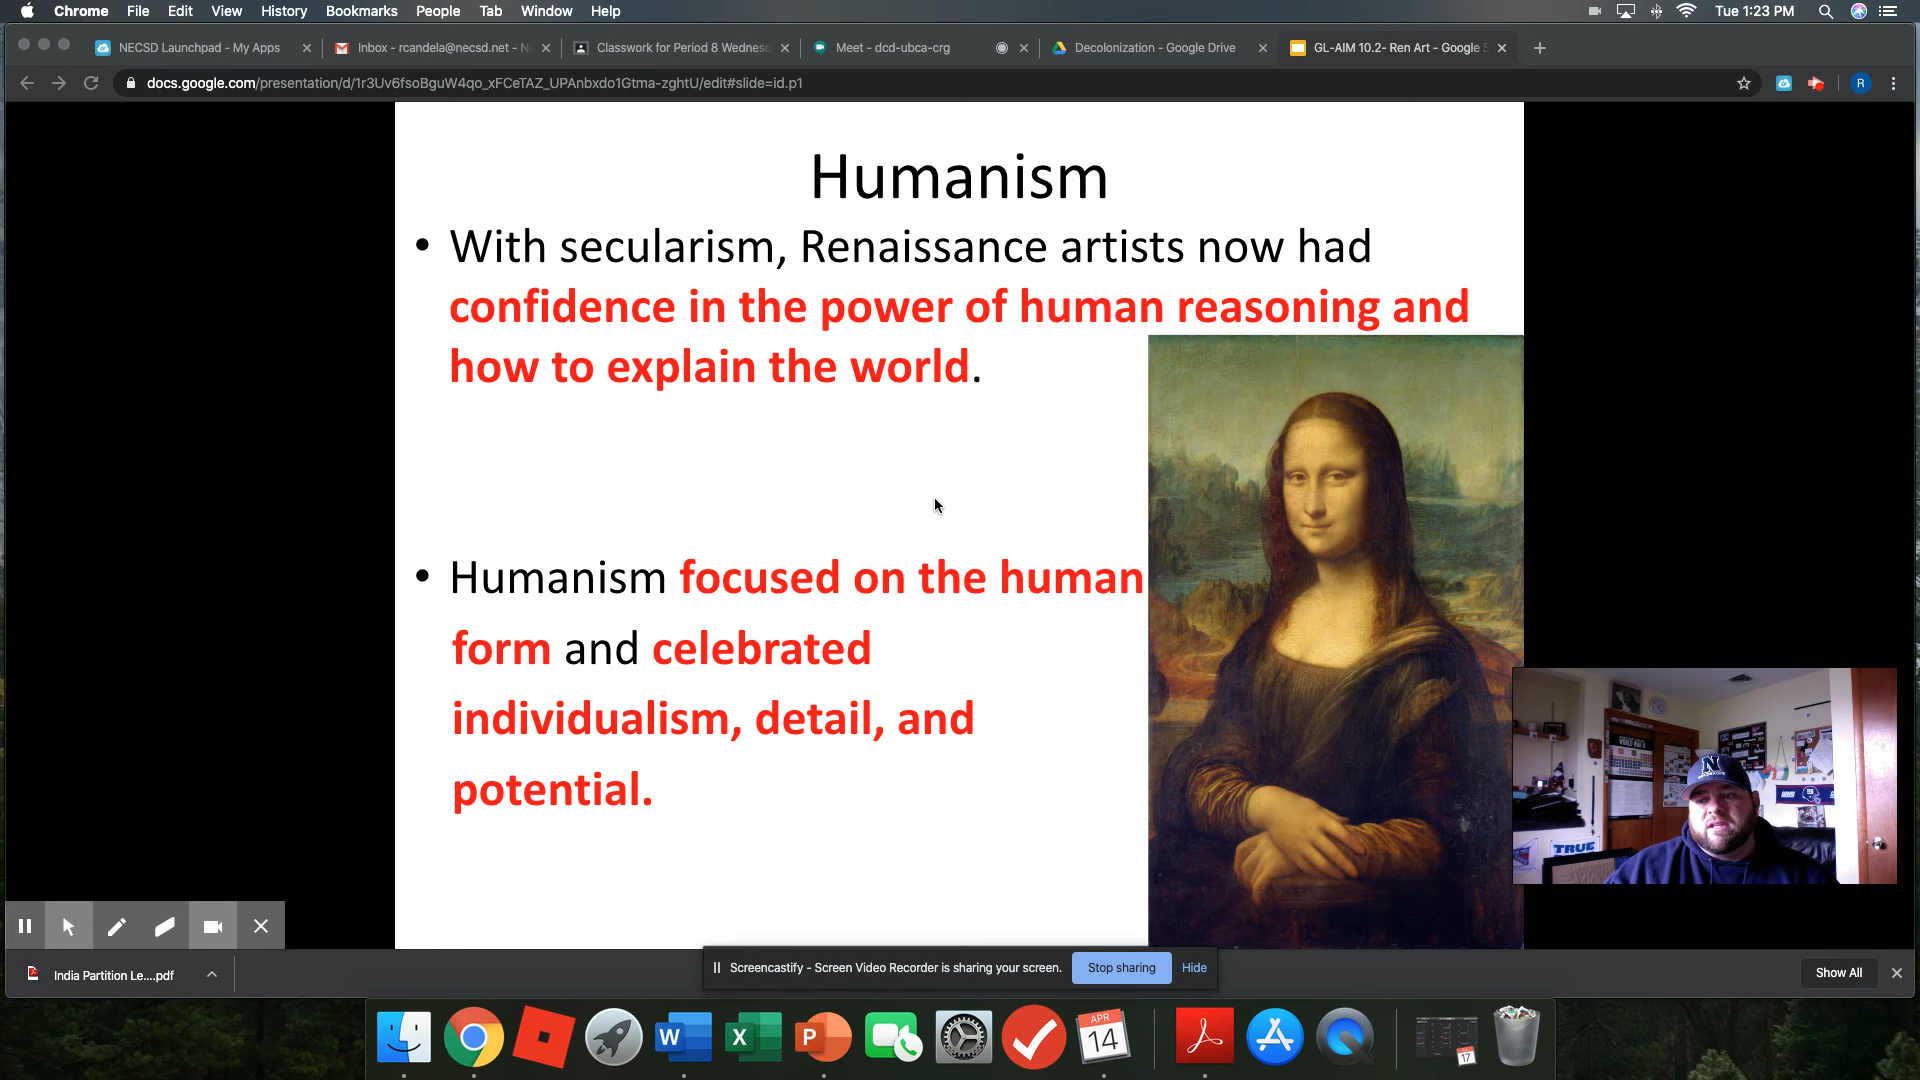 Chrome File Edit View History Bookmarks People Tab Window Help Tue 1:23 PM
NECSD Launchpad - My Apps Inbox - rcandela@necsd.net - N Classwork for Period 8 Wednesd Meet - dcd-ubca-crg Decolonization - Google Drive GL-AIM 10.2- Ren Art - Google S
docs.google.com/presentation/d/1r3Uv6fsoBguW4qo_xFCeTAZ_UPAnbxdo1Gtma-zghtU/edit#slide=id.p1 R
Humanism
• With secularism, Renaissance artists now had
confidence in the power of human reasoning and
how to explain the world.
• Humanism focused on the human
form and celebrated
individualism, detail, and
potential.
N
TRUE
Screencastify - Screen Video Recorder is sharing your screen. Stop sharing Hide
India Partition Le....pdf Show All
W X P APR 14 17